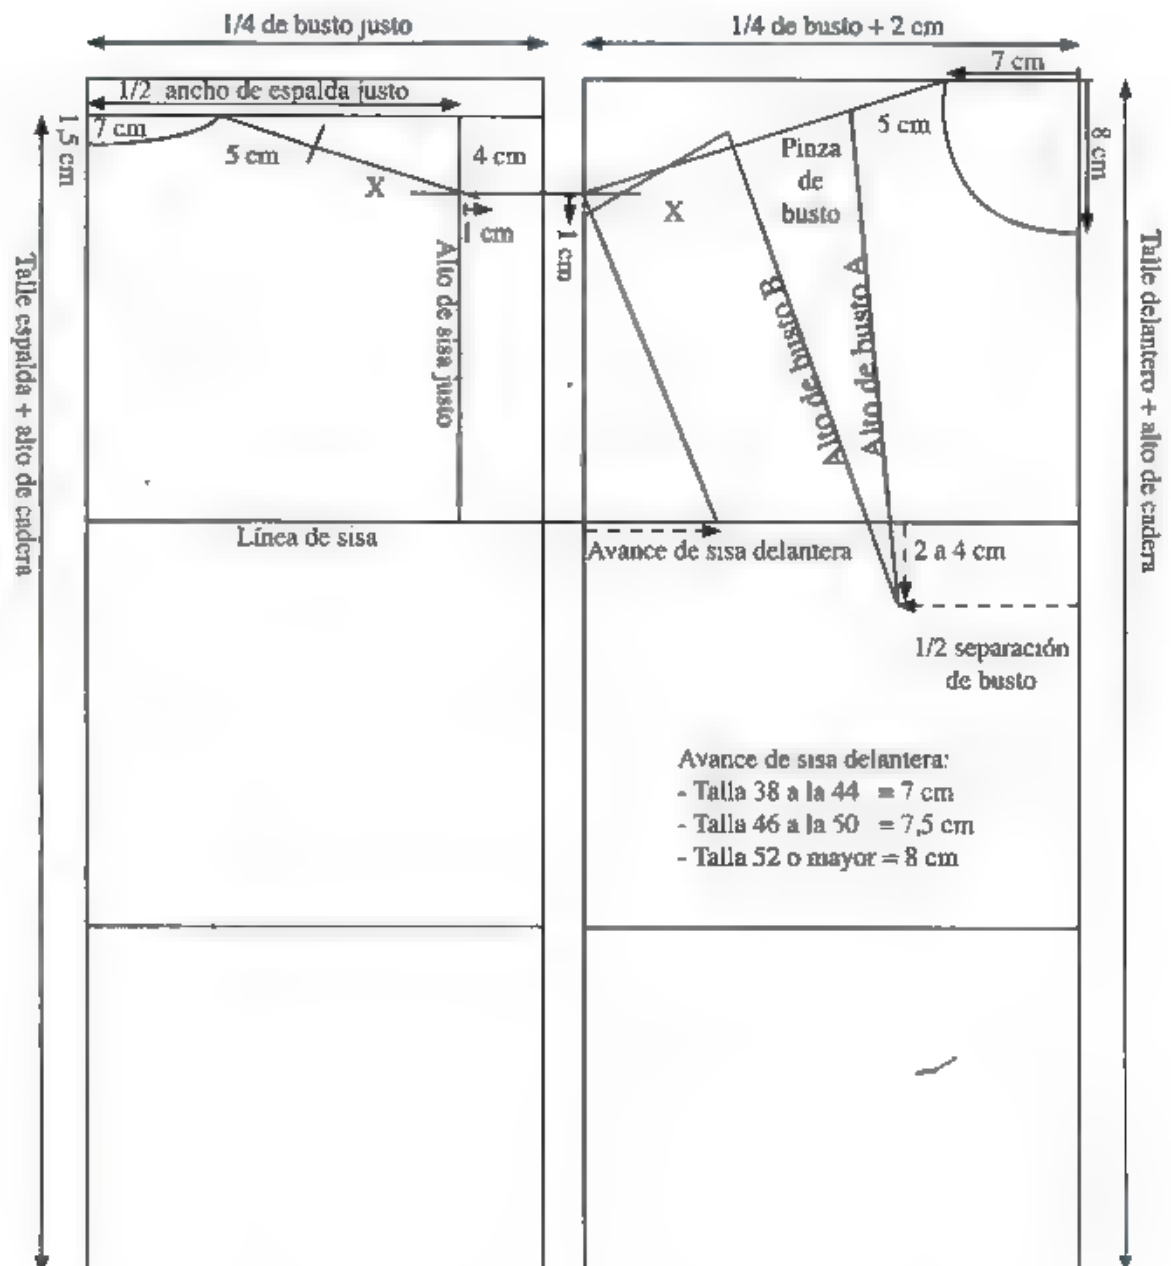 1/4 de busto justo
1/4 de busto + 2 cm
7 cm
1/2 ancho de espalda justo
1,5 cm
7 cm
5 cm
4 cm
X
1 cm
1 cm
Alto de sisa justo
Talle espalda + alto de cadera
5 cm
8 cm
Pinza
de
busto
X
Alto de busto B
Alto de busto A
Talle delantero + alto de cadera
Línea de sisa
Avance de sisa delantera
2 a 4 cm
1/2 separación
de busto
Avance de sisa delantera:
- Talla 38 a la 44 = 7 cm
- Talla 46 a la 50 = 7,5 cm
- Talla 52 o mayor = 8 cm